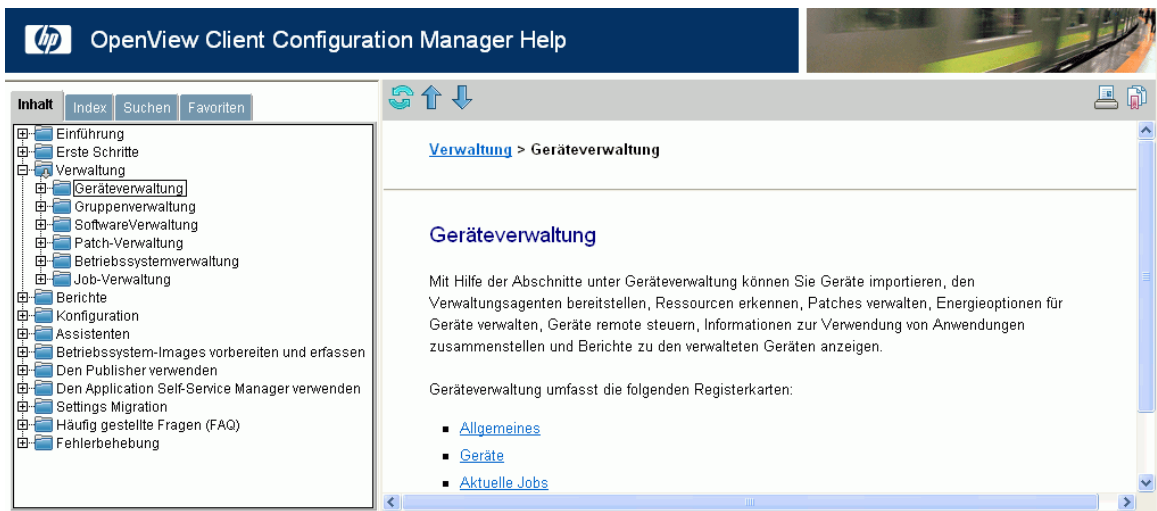 hp OpenView Client Configuration Manager Help
Inhalt Index Suchen Favoriten
Einführung
Erste Schritte
Verwaltung
Geräteverwaltung
Gruppenverwaltung
SoftwareVerwaltung
Patch-Verwaltung
Betriebssystemverwaltung
Job-Verwaltung
Berichte
Konfiguration
Assistenten
Betriebssystem-Images vorbereiten und erfassen
Den Publisher verwenden
Den Application Self-Service Manager verwenden
Settings Migration
Häufig gestellte Fragen (FAQ)
Fehlerbehebung
Verwaltung > Geräteverwaltung
Geräteverwaltung
Mit Hilfe der Abschnitte unter Geräteverwaltung können Sie Geräte importieren, den
Verwaltungsagenten bereitstellen, Ressourcen erkennen, Patches verwalten, Energieoptionen für
Geräte verwalten, Geräte remote steuern, Informationen zur Verwendung von Anwendungen
zusammenstellen und Berichte zu den verwalteten Geräten anzeigen.
Geräteverwaltung umfasst die folgenden Registerkarten:
Allgemeines
Geräte
Aktuelle Jobs